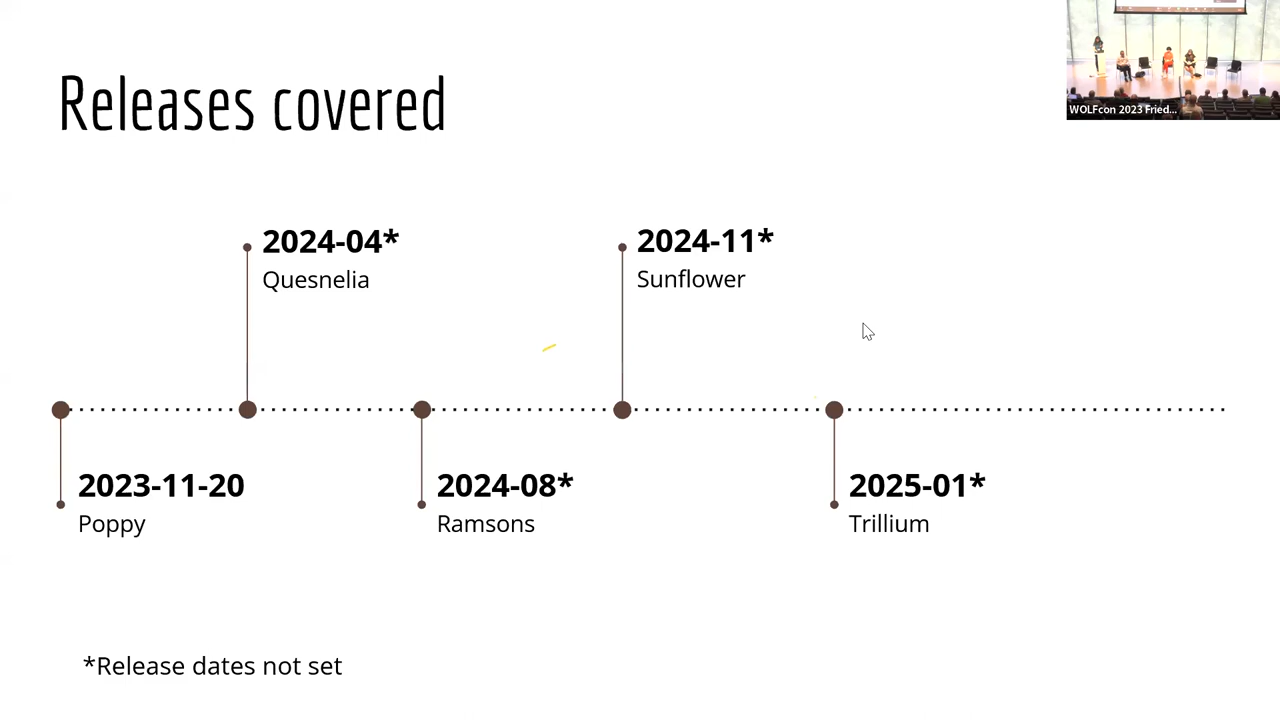 Releases covered
WOLFcon 2023 Fried...
2024-04*
Quesnelia
2024-11*
Sunflower
2023-11-20
Poppy
2024-08*
Ramsons
2025-01*
Trillium
*Release dates not set